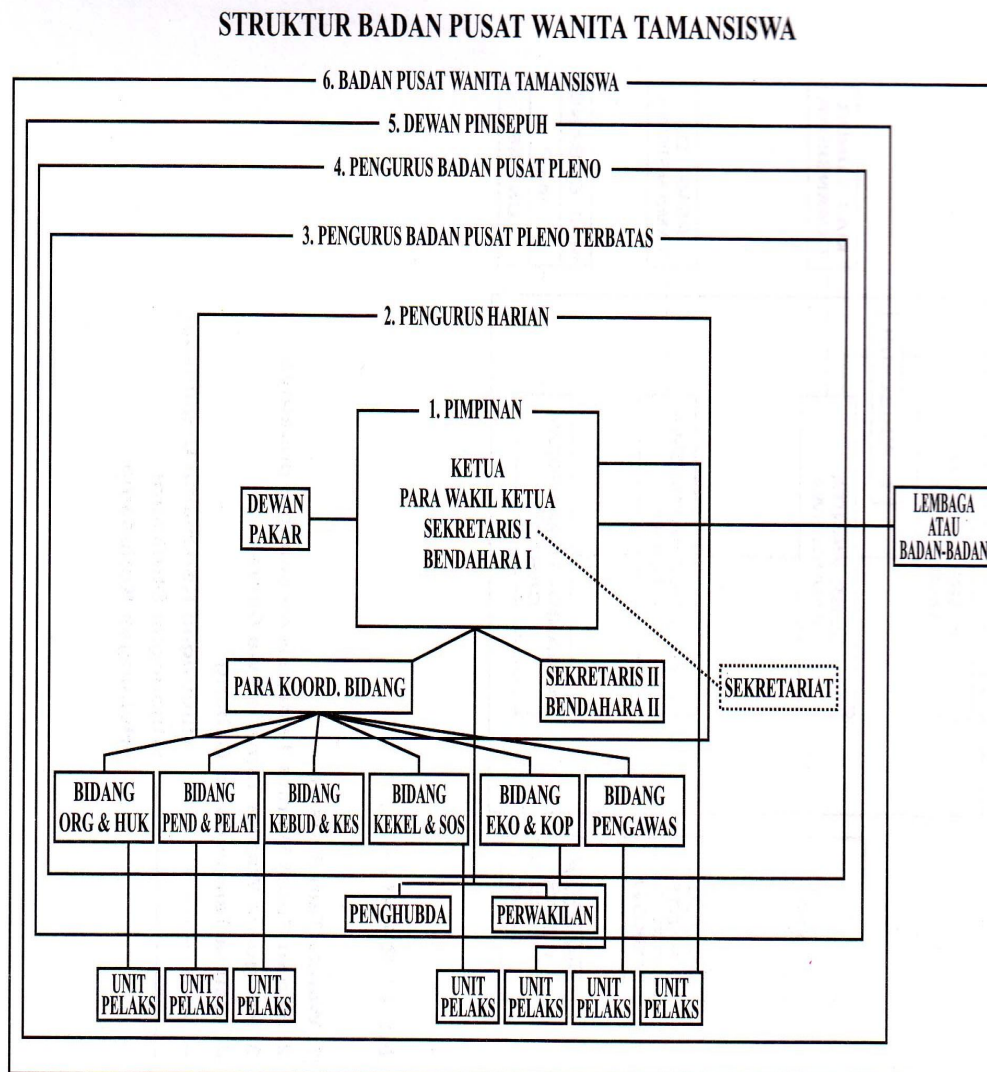 STRUKTUR BADAN PUSAT WANITA TAMANSISWA
6. BADAN PUSAT WANITA TAMANSISWA
5. DEWAN PINISEPUH
4. PENGURUS BADAN PUSAT PLENO
3. PENGURUS BADAN PUSAT PLENO TERBATAS
2. PENGURUS HARIAN
1. PIMPINAN
KETUA
PARA WAKIL KETUA
SEKRETARIS I
BENDAHARA I
DEWAN
PAKAR
LEMBAGA
ATAU
BADAN-BADAN
PARA KOORD. BIDANG
SEKRETARIS II
BENDAHARA II
SEKRETARIAT
BIDANG
ORG & HUK
BIDANG
PEND & PELAT
BIDANG
KEBUD & KES
BIDANG
KEKEL & SOS
BIDANG
EKO & KOP
BIDANG
PENGAWAS
PENGHUBDA
PERWAKILAN
UNIT
PELAKS
UNIT
PELAKS
UNIT
PELAKS
UNIT
PELAKS
UNIT
PELAKS
UNIT
PELAKS
UNIT
PELAKS